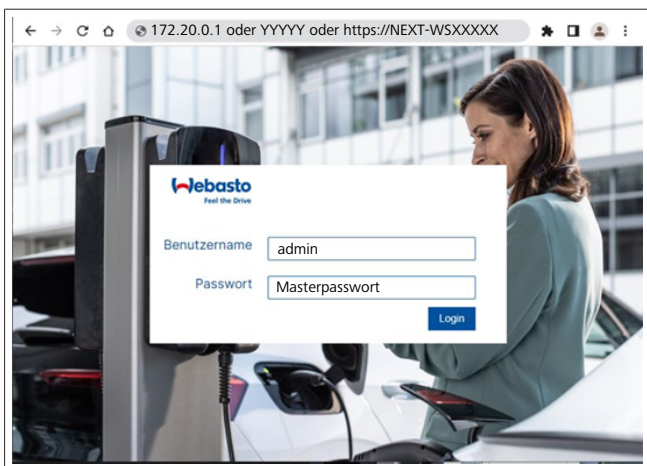 172.20.0.1 oder YYYYY oder https://NEXT-WSXXXXX
Webasto
Feel the Drive
Benutzername admin
Passwort Masterpasswort
Login